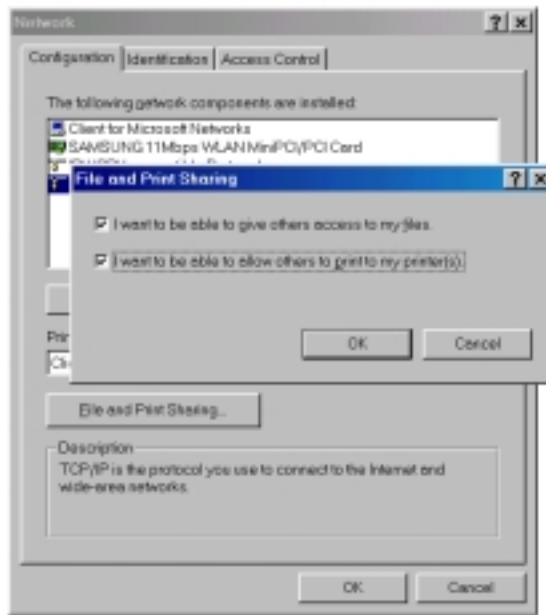 Network
Configuration Identification Access Control
The following network components are installed:
Client for Microsoft Networks
SAMSUNG 11Mbps WLAN MiniPCI/PCI Card
File and Print Sharing
I want to be able to give others access to my files.
I want to be able to allow others to print to my printer(s).
OK Cancel
Prim
Clie
File and Print Sharing...
Description
TCP/IP is the protocol you use to connect to the Internet and
wide-area networks.
OK Cancel